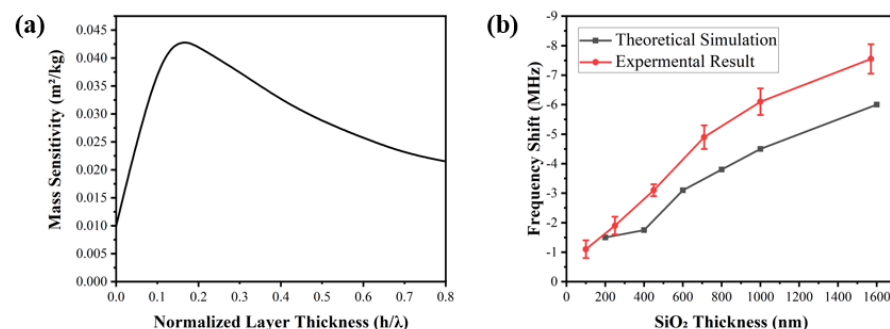 (a)
Mass Sensitivity (m²/kg)
0.045
0.040
0.035
0.030
0.025
0.020
0.015
0.010
0.005
0.000
0.0 0.1 0.2 0.3 0.4 0.5 0.6 0.7 0.8
Normalized Layer Thickness (h/λ)
(b)
Frequency Shift (MHz)
-9
-8
-7
-6
-5
-4
-3
-2
-1
0 200 400 600 800 1000 1200 1400 1600
SiO₂ Thickness (nm)
Theoretical Simulation
Expermental Result